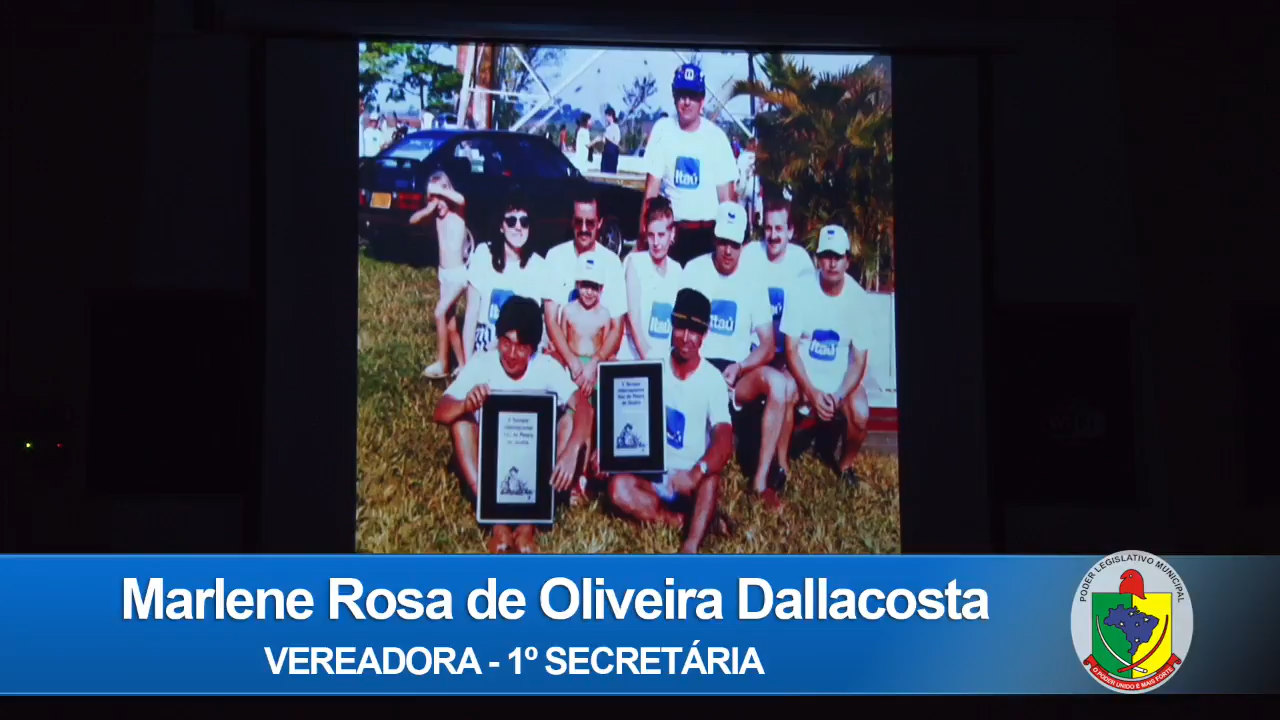 Itaú
Itaú
Itaú
Itaú
Itaú
Marlene Rosa de Oliveira Dallacosta
VEREADORA - 1º SECRETÁRIA
PODER LEGISLATIVO MUNICIPAL
O PODER UNIDO É MAIS FORTE